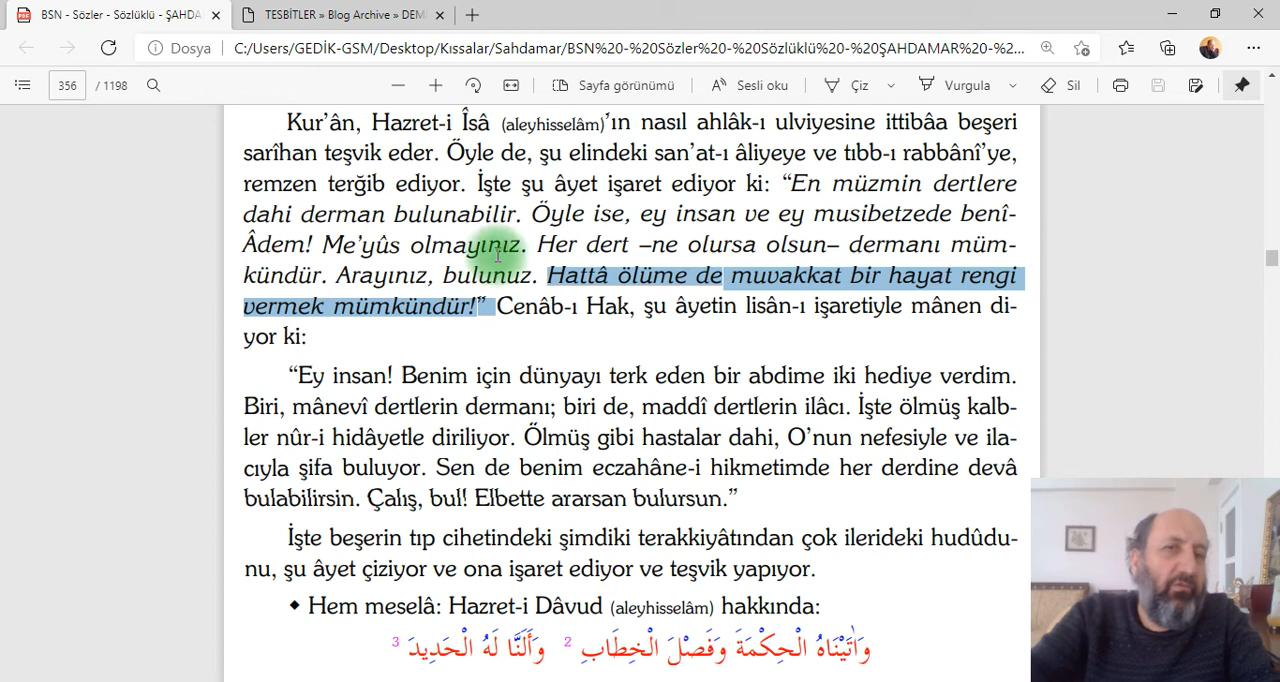 BSN - Sözler - Sözlüklü - ŞAHDA
TESBİTLER » Blog Archive » DEM
Dosya
C:/Users/GEDİK-GSM/Desktop/Kıssalar/Sahdamar/BSN%20-%20Sözler%20-%20Sözlüklü%20-%20ŞAHDAMAR%20-%...
356 / 1198
Sayfa görünümü
Sesli oku
Çiz
Vurgula
Sil
Kur’ân, Hazret-i Îsâ (aleyhisselâm)’ın nasıl ahlâk-ı ulviyesine ittibâa beşeri
sarîhan teşvik eder. Öyle de, şu elindeki san’at-ı âliyeye ve tıbb-ı rabbânî’ye,
remzen terğib ediyor. İşte şu âyet işaret ediyor ki: “En müzmin dertlere
dahi derman bulunabilir. Öyle ise, ey insan ve ey musibetzede benî-
Âdem! Me’yûs olmayınız. Her dert –ne olursa olsun– dermanı müm-
kündür. Arayınız, bulunuz. Hattâ ölüme de muvakkat bir hayat rengi
vermek mümkündür!” Cenâb-ı Hak, şu âyetin lisân-ı işaretiyle mânen di-
yor ki:
“Ey insan! Benim için dünyayı terk eden bir abdime iki hediye verdim.
Biri, mânevî dertlerin dermanı; biri de, maddî dertlerin ilâcı. İşte ölmüş kalb-
ler nûr-i hidâyetle diriliyor. Ölmüş gibi hastalar dahi, O’nun nefesiyle ve ila-
cıyla şifa buluyor. Sen de benim eczahâne-i hikmetimde her derdine devâ
bulabilirsin. Çalış, bul! Elbette ararsan bulursun.”
İşte beşerin tıp cihetindeki şimdiki terakkiyâtından çok ilerideki hudûdu-
nu, şu âyet çiziyor ve ona işaret ediyor ve teşvik yapıyor.
◆ Hem meselâ: Hazret-i Dâvud (aleyhisselâm) hakkında:
وَاٰتَيْنَاهُ الْحِكْمَةَ وَفَصْلَ الْخِطَابِ 2 وَأَلَنَّا لَهُ الْحَدِيدَ 3